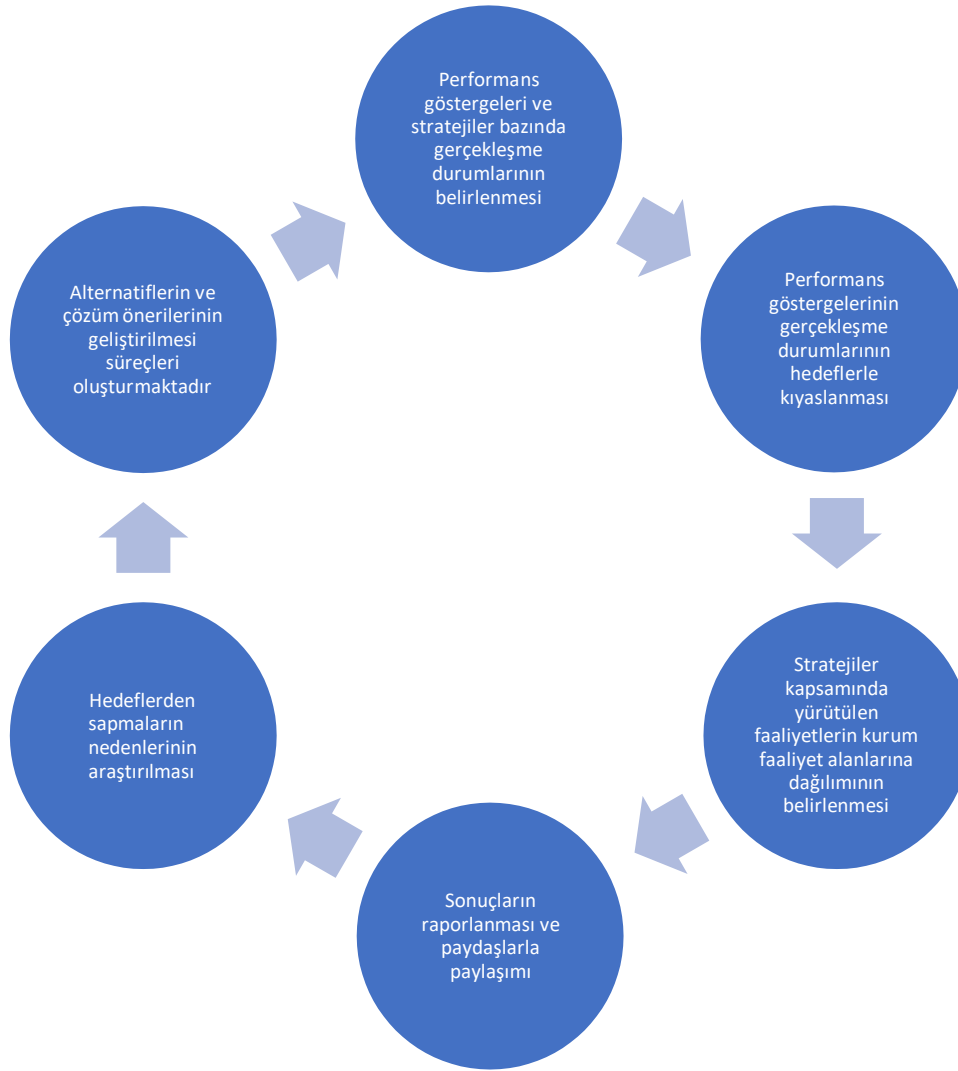 Performans
göstergeleri ve
stratejiler bazında
gerçekleşme
durumlarının
belirlenmesi
Performans
göstergelerinin
gerçekleşme
durumlarının
hedeflerle
kıyaslanması
Stratejiler
kapsamında
yürütülen
faaliyetlerin kurum
faaliyet alanlarına
dağılımının
belirlenmesi
Sonuçların
raporlanması ve
paydaşlarla
paylaşımı
Hedeflerden
sapmaların
nedenlerinin
araştırılması
Alternatiflerin ve
çözüm önerilerinin
geliştirilmesi
süreçleri
oluşturmaktadır